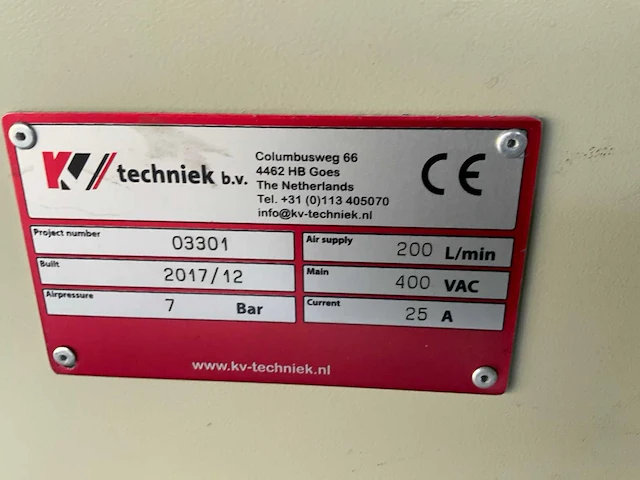 KV techniek b.v.
Columbusweg 66
4462 HB Goes
The Netherlands
Tel. +31 (0)113 405070
info@kv-techniek.nl
CE
Project number 03301
Built 2017/12
Airpressure 7 Bar
Air supply 200 L/min
Main 400 VAC
Current 25 A
www.kv-techniek.nl